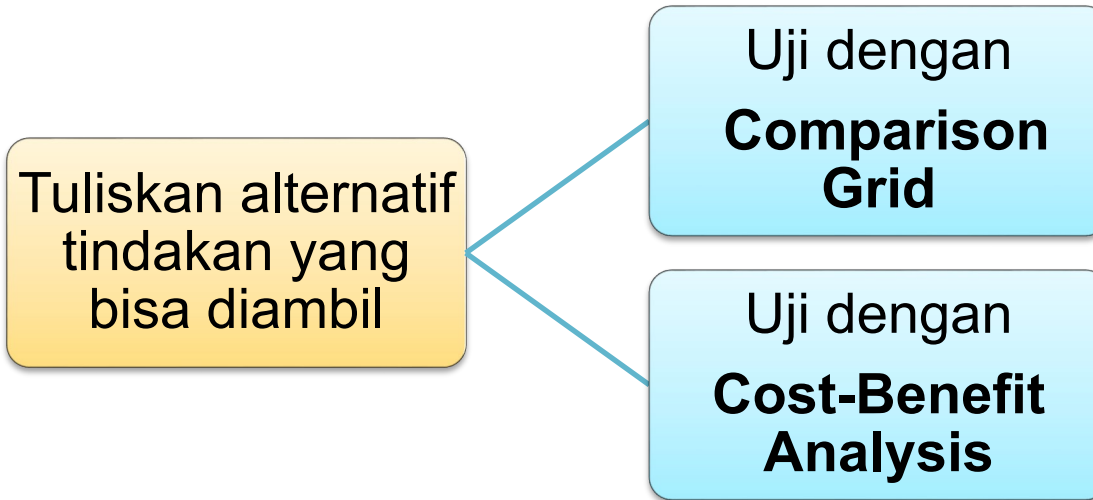 Tuliskan alternatif
tindakan yang
bisa diambil
Uji dengan
Comparison
Grid
Uji dengan
Cost-Benefit
Analysis